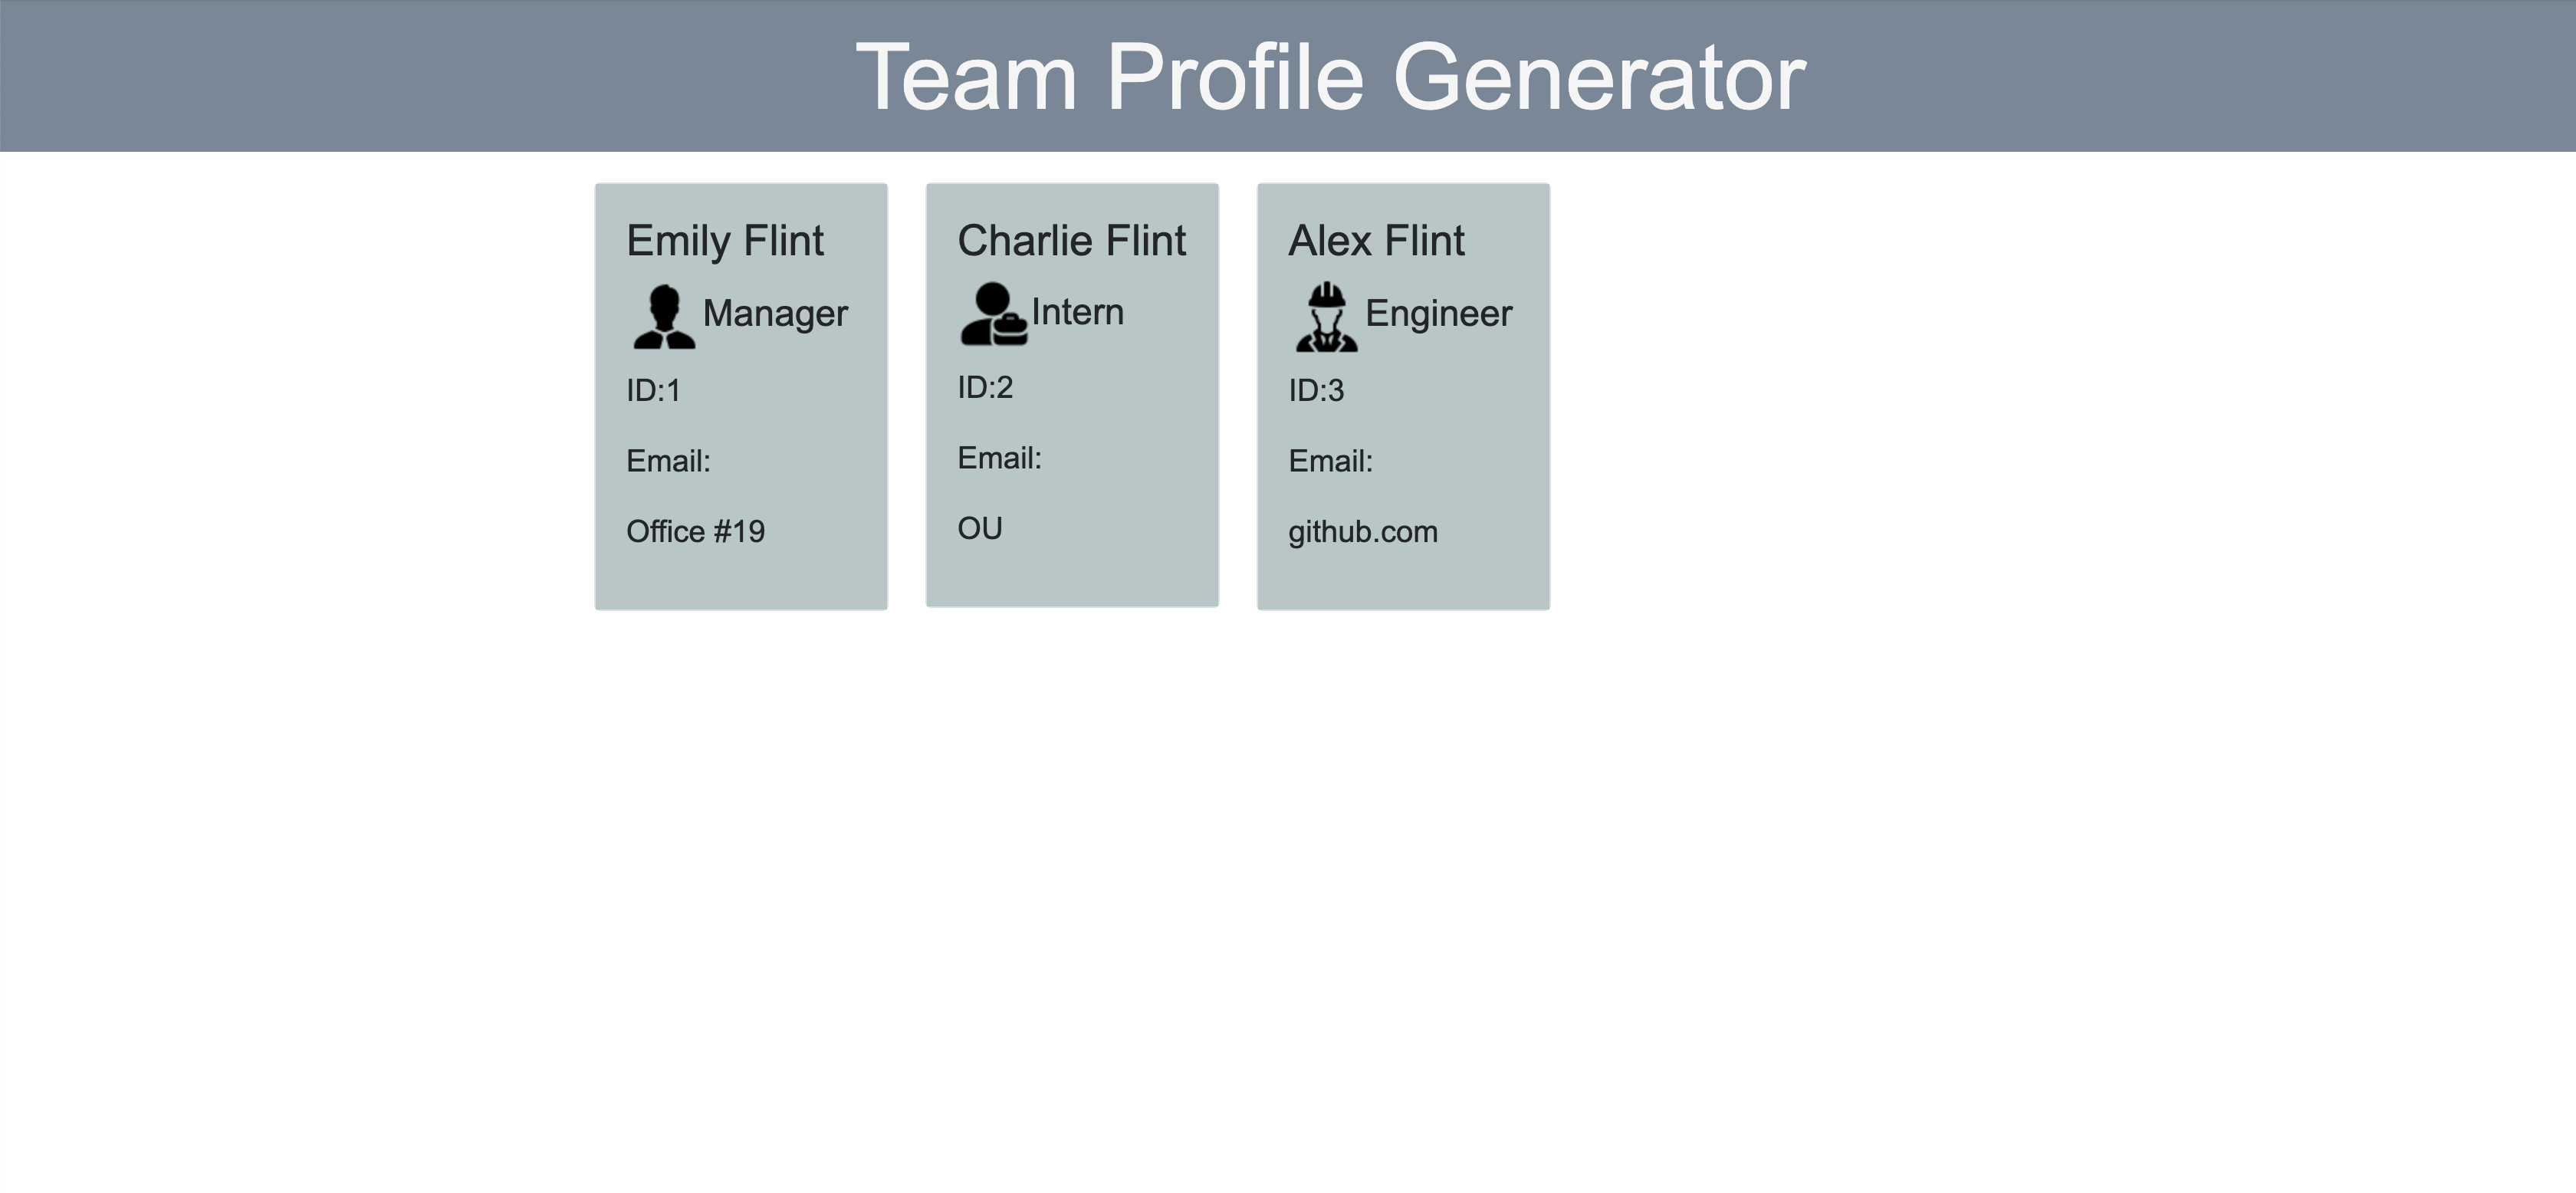 Team Profile Generator
Emily Flint
Manager
ID:1
Email:
Office #19
Charlie Flint
Intern
ID:2
Email:
OU
Alex Flint
Engineer
ID:3
Email:
github.com